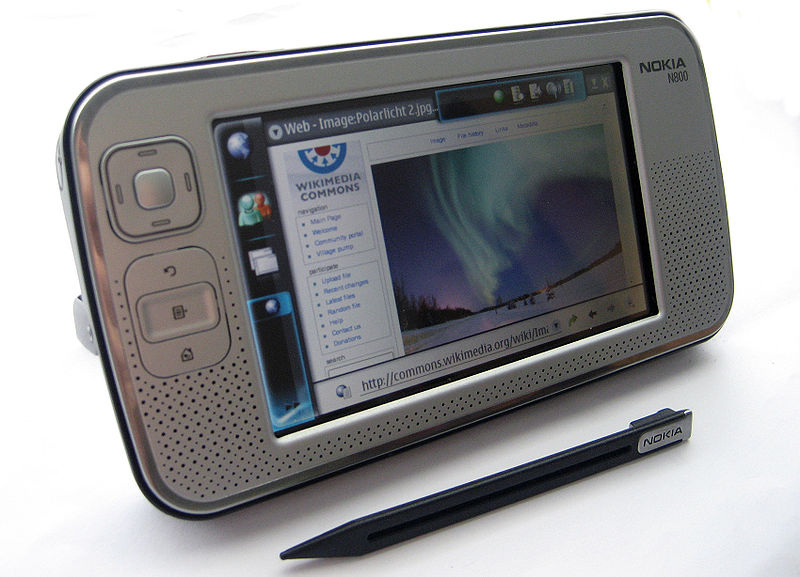 NOKIA
N800
Web - Image:Polarlicht 2.jpg...
Image File history Links Metadata
WIKIMEDIA
COMMONS
navigation
Main Page
Welcome
Community portal
Village pump
participate
Upload file
Recent changes
Latest files
Random file
Help
Contact us
Donations
search
http://commons.wikimedia.org/wiki/Ima
NOKIA